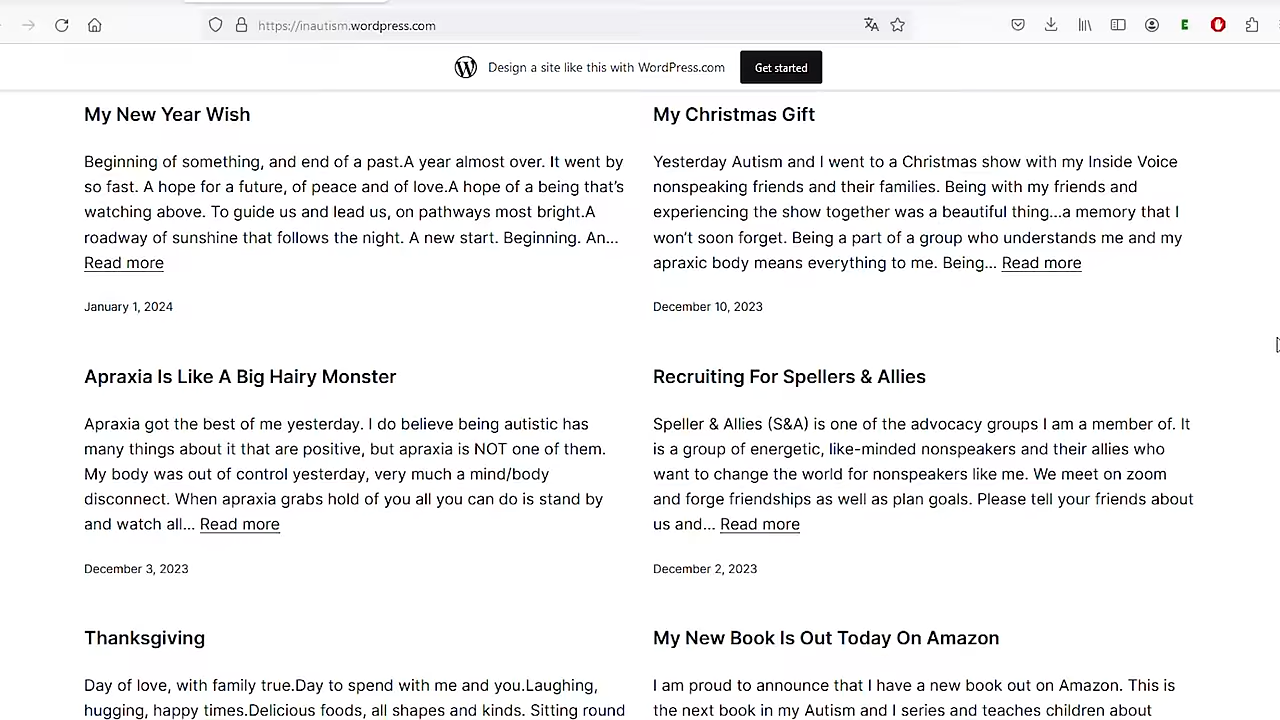 https://inautism.wordpress.com
Design a site like this with WordPress.com
Get started
My New Year Wish
Beginning of something, and end of a past.A year almost over. It went by
so fast. A hope for a future, of peace and of love.A hope of a being that’s
watching above. To guide us and lead us, on pathways most bright.A
roadway of sunshine that follows the night. A new start. Beginning. An...
Read more
January 1, 2024
My Christmas Gift
Yesterday Autism and I went to a Christmas show with my Inside Voice
nonspeaking friends and their families. Being with my friends and
experiencing the show together was a beautiful thing...a memory that I
won’t soon forget. Being a part of a group who understands me and my
apraxic body means everything to me. Being... Read more
December 10, 2023
Apraxia Is Like A Big Hairy Monster
Apraxia got the best of me yesterday. I do believe being autistic has
many things about it that are positive, but apraxia is NOT one of them.
My body was out of control yesterday, very much a mind/body
disconnect. When apraxia grabs hold of you all you can do is stand by
and watch all... Read more
December 3, 2023
Recruiting For Spellers & Allies
Speller & Allies (S&A) is one of the advocacy groups I am a member of. It
is a group of energetic, like-minded nonspeakers and their allies who
want to change the world for nonspeakers like me. We meet on zoom
and forge friendships as well as plan goals. Please tell your friends about
us and... Read more
December 2, 2023
Thanksgiving
Day of love, with family true.Day to spend with me and you.Laughing,
hugging, happy times.Delicious foods, all shapes and kinds. Sitting round
My New Book Is Out Today On Amazon
I am proud to announce that I have a new book out on Amazon. This is
the next book in my Autism and I series and teaches children about